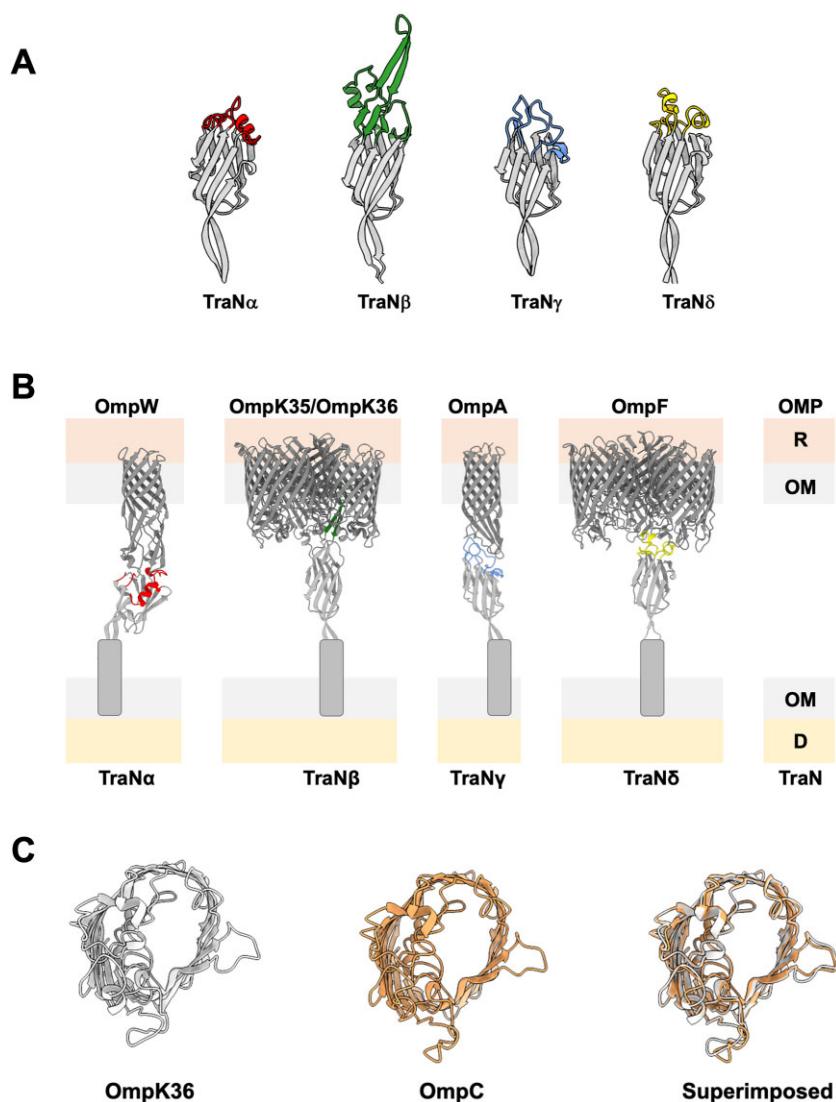 A
TraNα TraNβ TraNγ TraNδ
B
OmpW OmpK35/OmpK36 OmpA OmpF OMP
R
OM
OM
D
TraNα TraNβ TraNγ TraNδ TraN
C
OmpK36 OmpC Superimposed